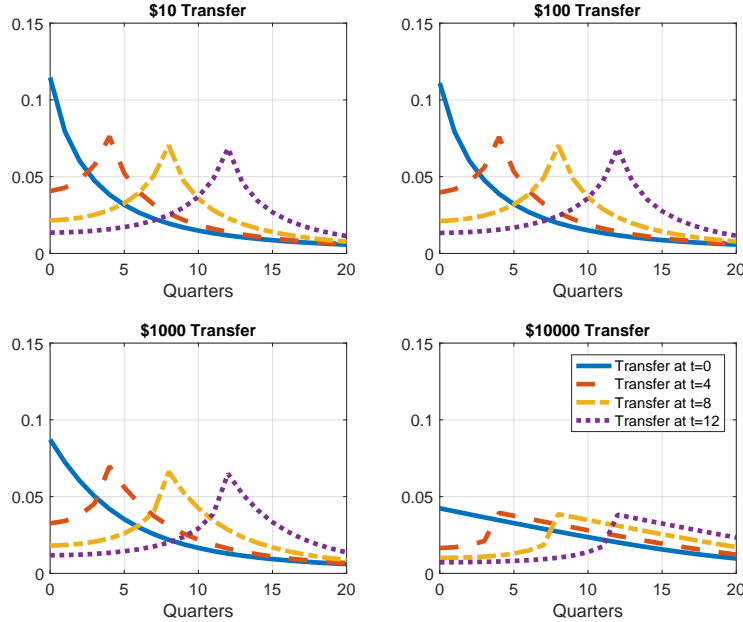 $10 Transfer
0.15
0.1
0.05
0
0 5 10 15 20
Quarters
$100 Transfer
0.15
0.1
0.05
0
0 5 10 15 20
Quarters
$1000 Transfer
0.15
0.1
0.05
0
0 5 10 15 20
Quarters
$10000 Transfer
0.15
0.1
0.05
0
0 5 10 15 20
Quarters
Transfer at t=0
Transfer at t=4
Transfer at t=8
Transfer at t=12